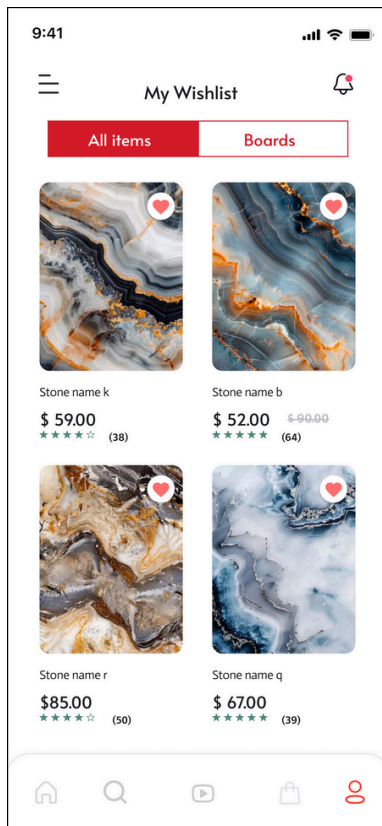 9:41
My Wishlist
All items Boards
Stone name k
$ 59.00
★★★★☆ (38)
Stone name b
$ 52.00 $ 90.00
★★★★★ (64)
Stone name r
$85.00
★★★★☆ (50)
Stone name q
$ 67.00
★★★★★ (39)